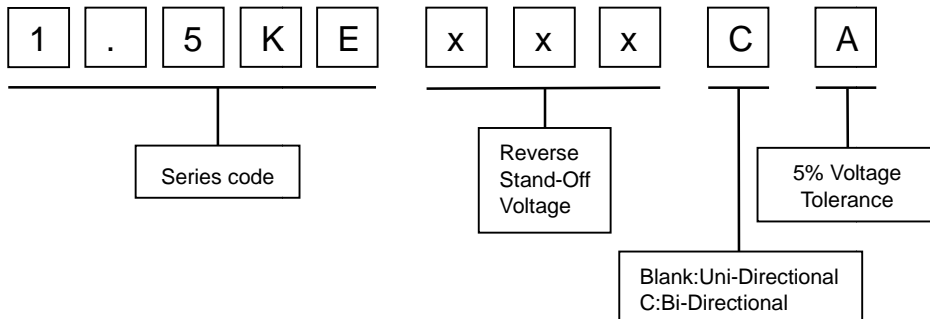 1 . 5 K E x x x C A
Series code
Reverse
Stand-Off
Voltage
5% Voltage
Tolerance
Blank:Uni-Directional
C:Bi-Directional